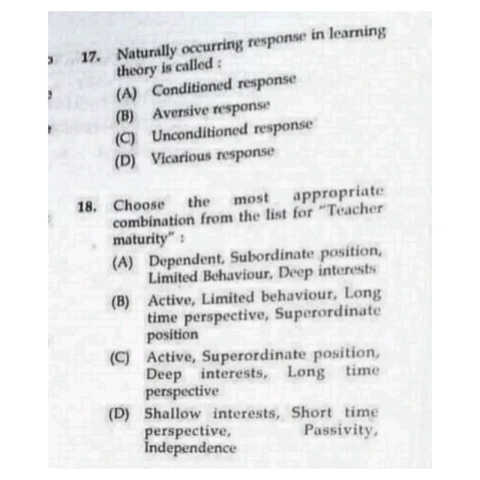 17. Naturally occurring response in learning
theory is called :
(A) Conditioned response
(B) Aversive response
(C) Unconditioned response
(D) Vicarious response
18. Choose the most appropriate
combination from the list for "Teacher
maturity" :
(A) Dependent, Subordinate position,
Limited Behaviour, Deep interests
(B) Active, Limited behaviour, Long
time perspective, Superordinate
position
(C) Active, Superordinate position,
Deep interests, Long time
perspective
(D) Shallow interests, Short time
perspective, Passivity,
Independence